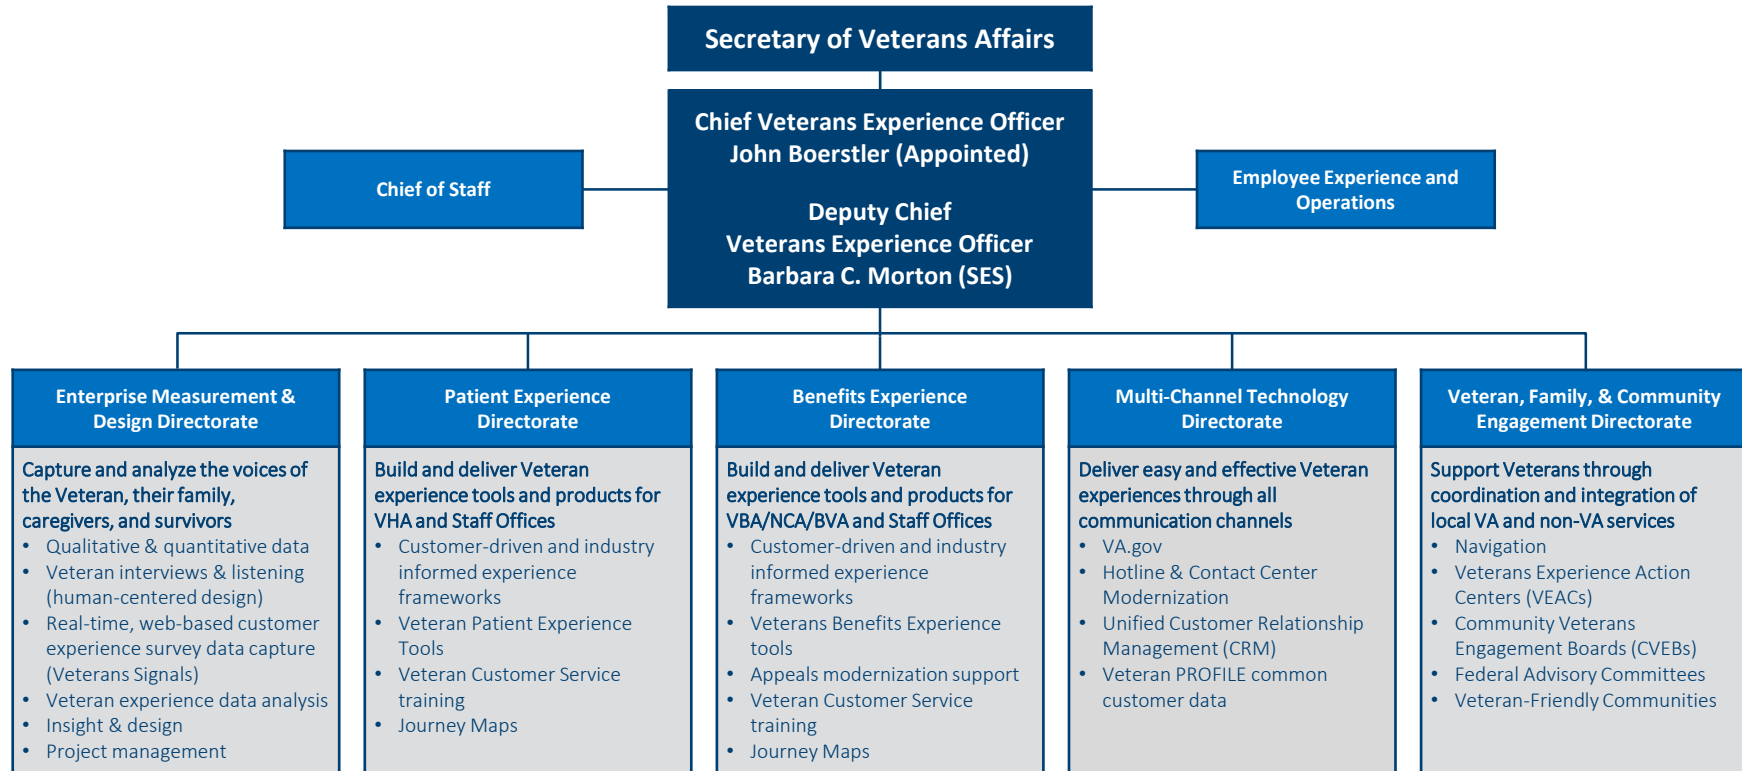 Secretary of Veterans Affairs
Chief Veterans Experience Officer
John Boerstler (Appointed)
Deputy Chief
Veterans Experience Officer
Barbara C. Morton (SES)
Chief of Staff
Employee Experience and
Operations
Enterprise Measurement &
Design Directorate
Capture and analyze the voices of
the Veteran, their family,
caregivers, and survivors
• Qualitative & quantitative data
• Veteran interviews & listening
(human-centered design)
• Real-time, web-based customer
experience survey data capture
(Veterans Signals)
• Veteran experience data analysis
• Insight & design
• Project management
Patient Experience
Directorate
Build and deliver Veteran
experience tools and products for
VHA and Staff Offices
• Customer-driven and industry
informed experience
frameworks
• Veteran Patient Experience
Tools
• Veteran Customer Service
training
• Journey Maps
Benefits Experience
Directorate
Build and deliver Veteran
experience tools and products for
VBA/NCA/BVA and Staff Offices
• Customer-driven and industry
informed experience
frameworks
• Veterans Benefits Experience
tools
• Appeals modernization support
• Veteran Customer Service
training
• Journey Maps
Multi-Channel Technology
Directorate
Deliver easy and effective Veteran
experiences through all
communication channels
• VA.gov
• Hotline & Contact Center
Modernization
• Unified Customer Relationship
Management (CRM)
• Veteran PROFILE common
customer data
Veteran, Family, & Community
Engagement Directorate
Support Veterans through
coordination and integration of
local VA and non-VA services
• Navigation
• Veterans Experience Action
Centers (VEACs)
• Community Veterans
Engagement Boards (CVEBs)
• Federal Advisory Committees
• Veteran-Friendly Communities